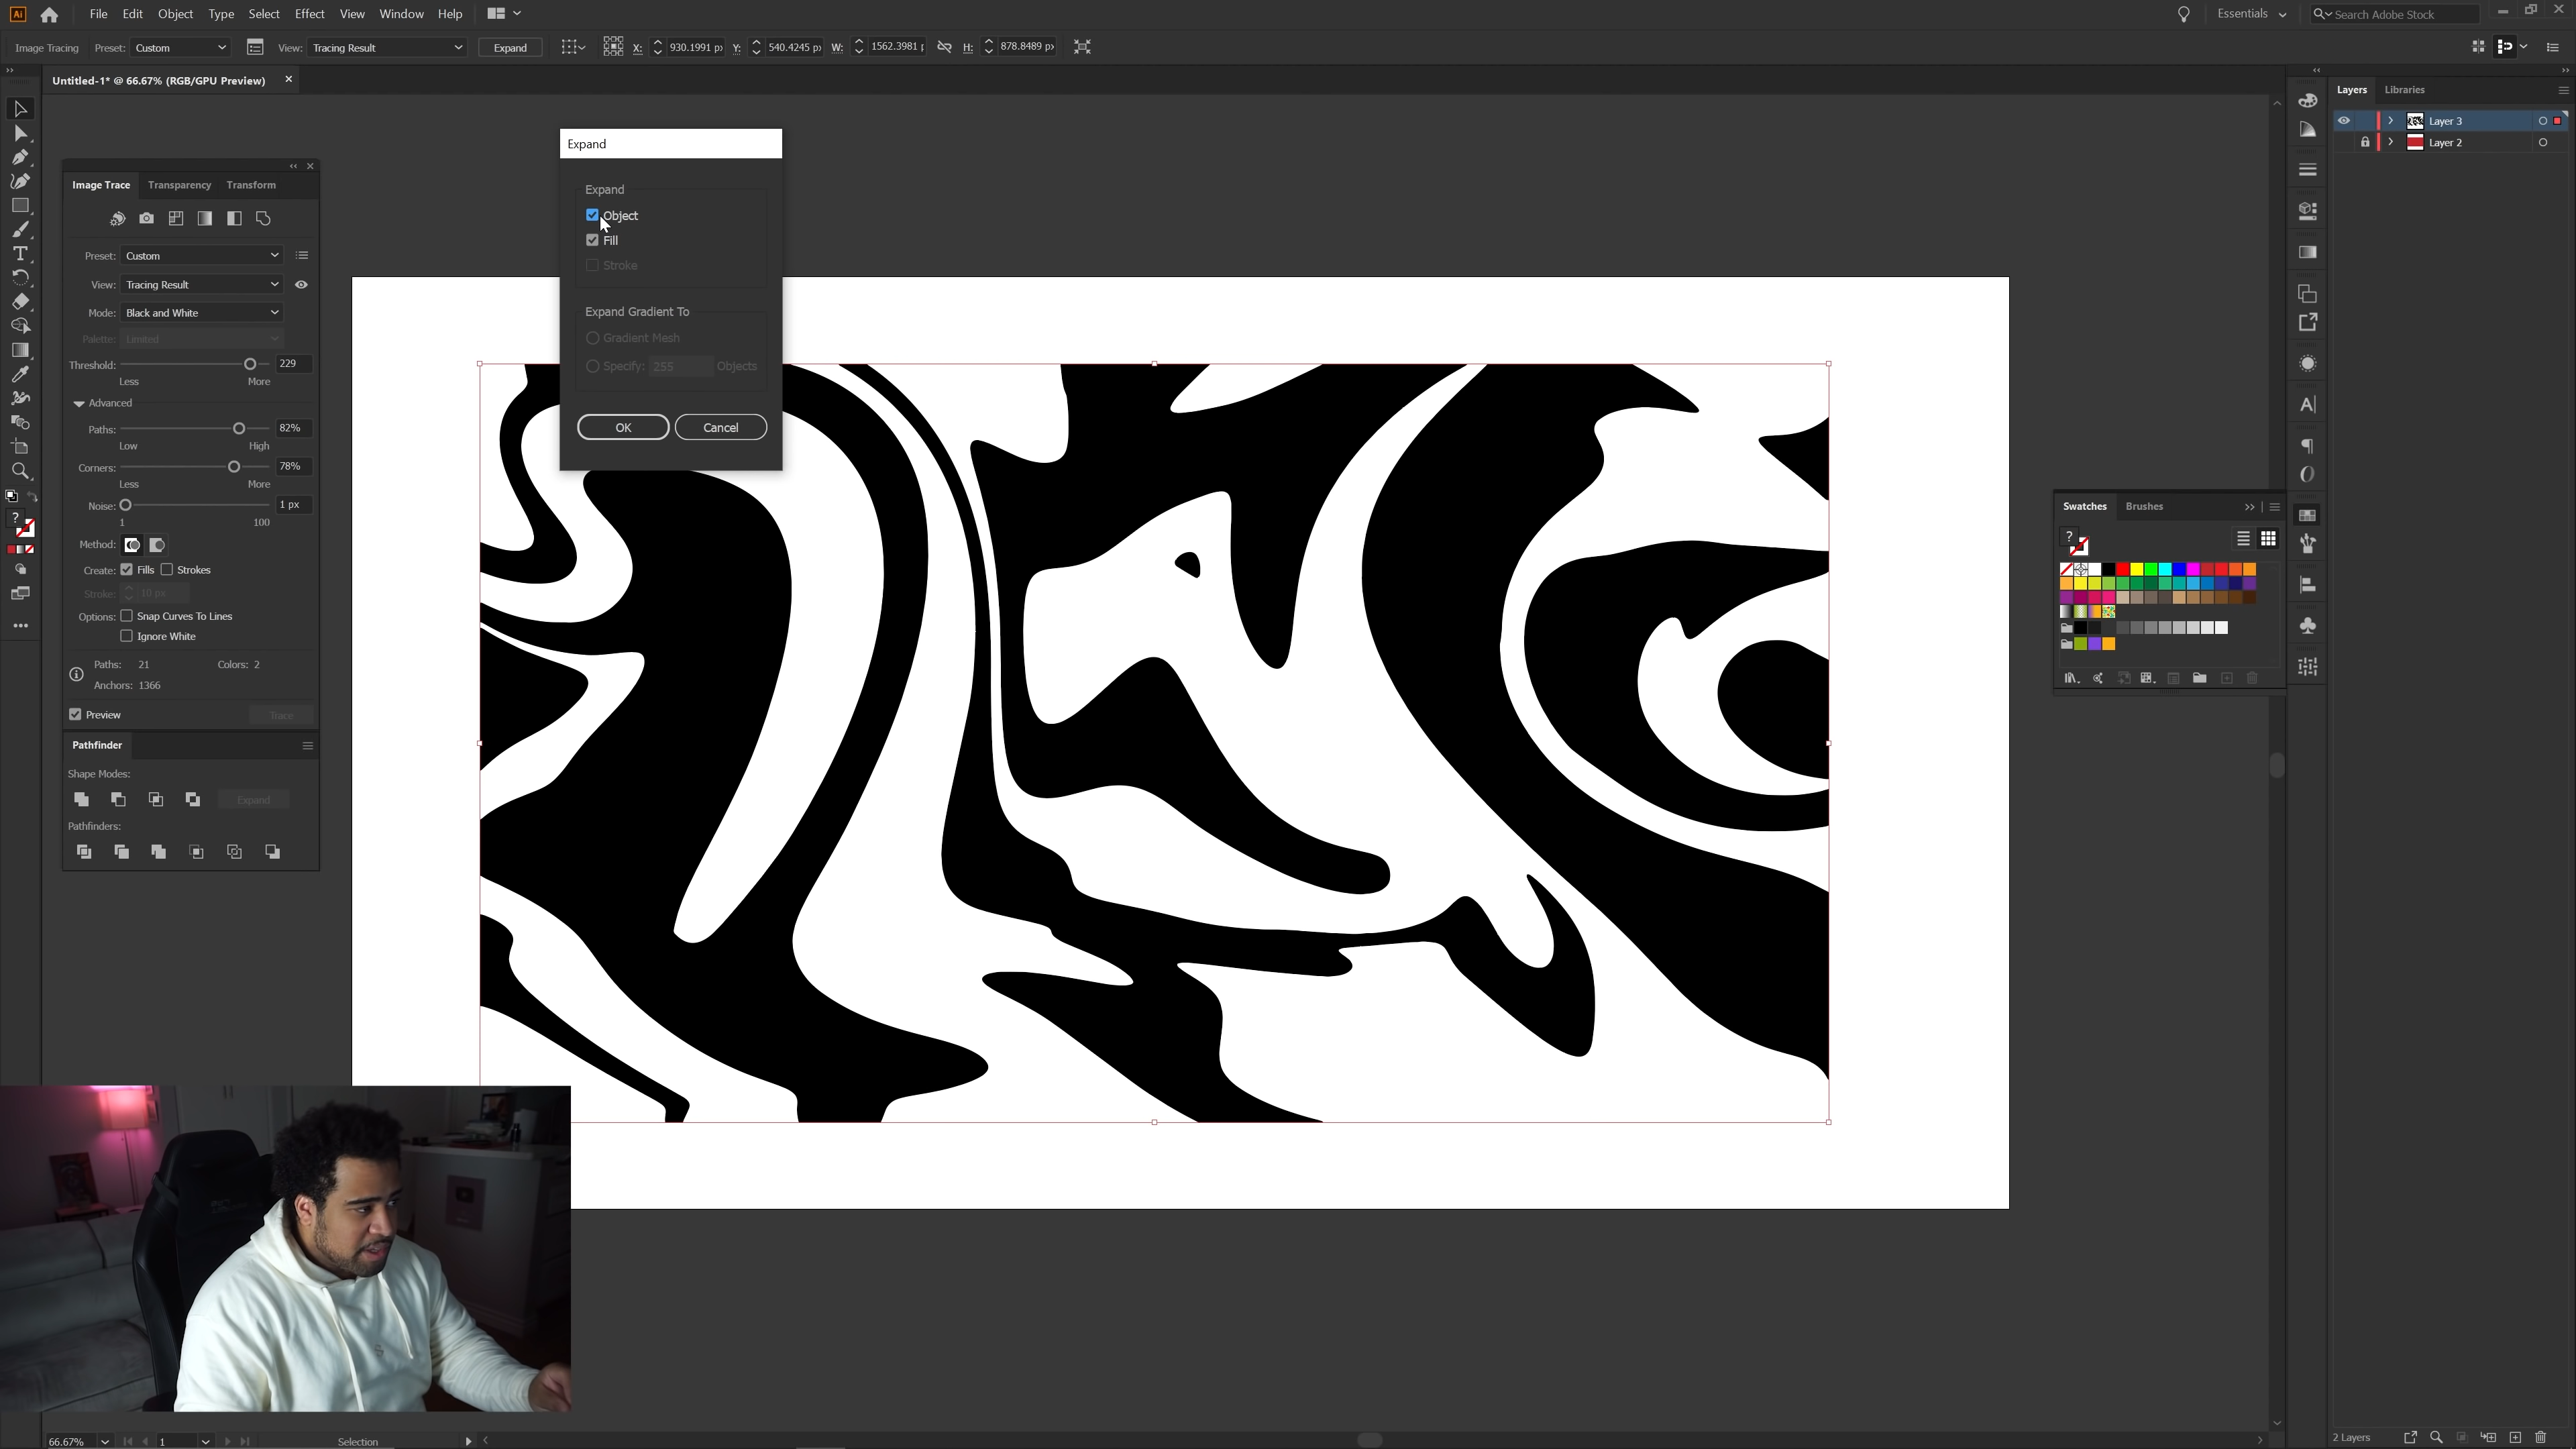 Ai File Edit Object Type Select Effect View Window Help Essentials Search Adobe Stock
Image Tracing Preset: Custom View: Tracing Result Expand X: 930.1991 px Y: 540.4245 px W: 1562.3981 H: 878.8489 px
Untitled-1* @ 66.67% (RGB/GPU Preview)
Layers Libraries
Layer 3
Layer 2
Expand
Expand
Object
Fill
Stroke
Expand Gradient To
Gradient Mesh
Specify: 255 Objects
OK Cancel
Image Trace Transparency Transform
Preset: Custom
View: Tracing Result
Mode: Black and White
Palette: Limited
Threshold: 229
Less More
Advanced
Paths: 82%
Low High
Corners: 78%
Less More
Noise: 1 px
1 100
Method:
Create: Fills Strokes
Stroke: 10 px
Options: Snap Curves To Lines
Ignore White
Paths: 21 Colors: 2
Anchors: 1366
Preview Trace
Pathfinder
Shape Modes:
Expand
Pathfinders:
Swatches Brushes
66.67% 1 Selection
2 Layers